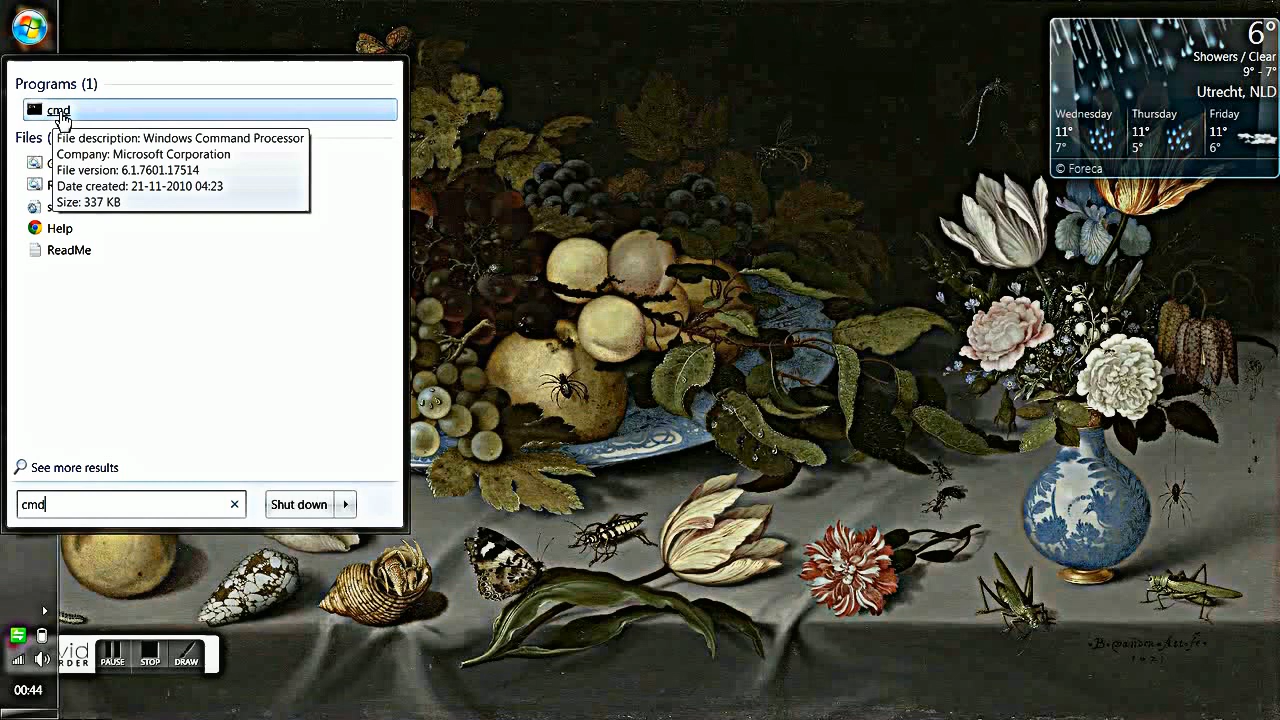 Programs (1)
cmd
Files (
File description: Windows Command Processor
Company: Microsoft Corporation
File version: 6.1.7601.17514
Date created: 21-11-2010 04:23
Size: 337 KB
Help
ReadMe
See more results
cmd
Shut down
6°
Showers / Clear
9° - 7°
Utrecht, NLD
Wednesday
11°
7°
Thursday
11°
5°
Friday
11°
6°
© Foreca
vid
RDER
PAUSE
STOP
DRAW
00:44